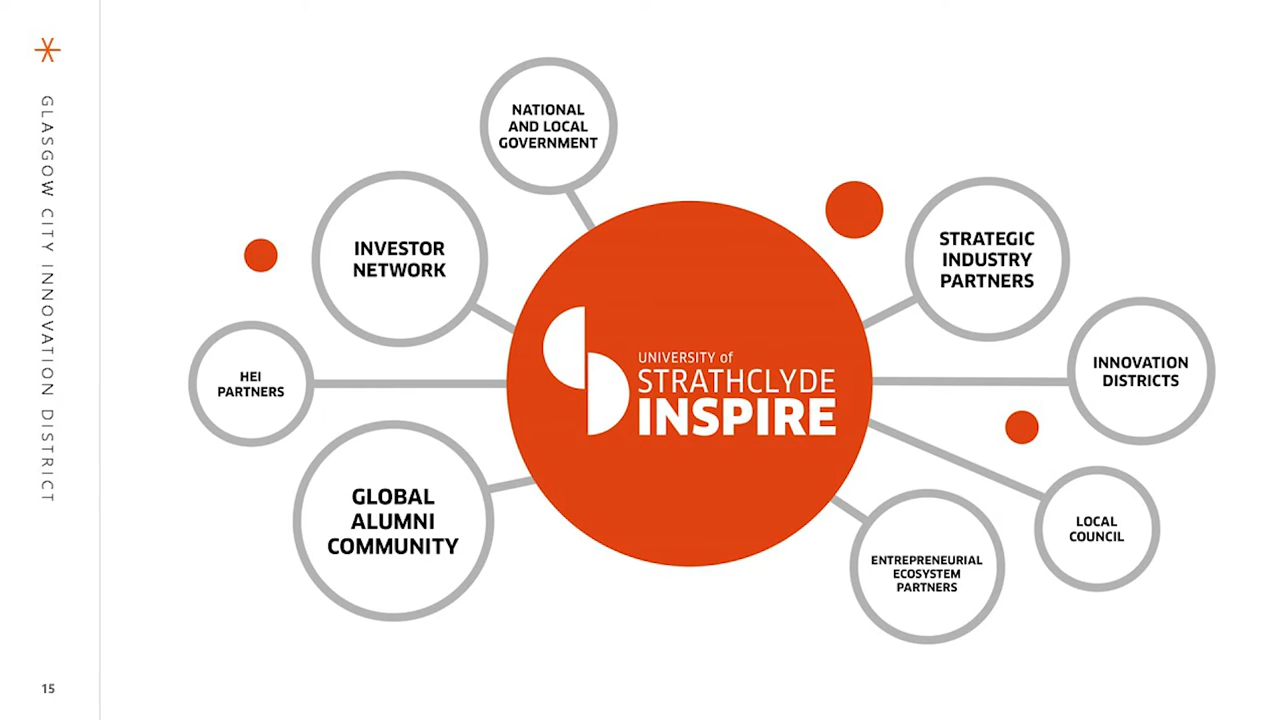 GLASGOW CITY INNOVATION DISTRICT
NATIONAL
AND LOCAL
GOVERNMENT
INVESTOR
NETWORK
STRATEGIC
INDUSTRY
PARTNERS
HEI
PARTNERS
UNIVERSITY of
STRATHCLYDE
INSPIRE
INNOVATION
DISTRICTS
GLOBAL
ALUMNI
COMMUNITY
LOCAL
COUNCIL
ENTREPRENEURIAL
ECOSYSTEM
PARTNERS
15